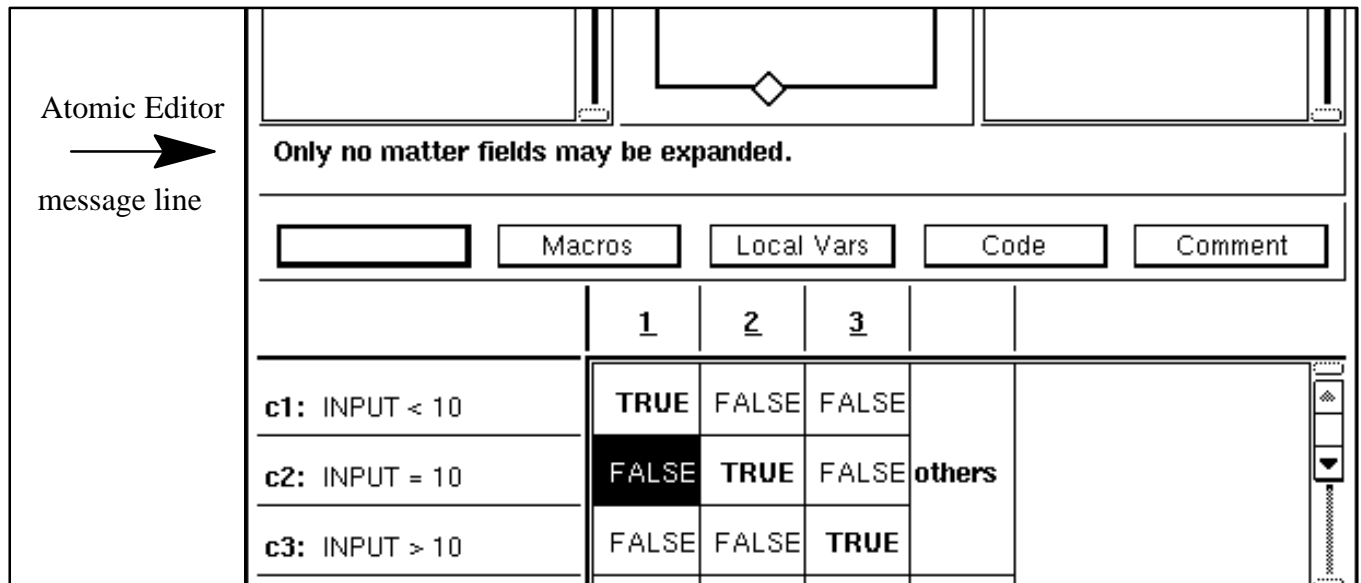 Atomic Editor
message line
Only no matter fields may be expanded.
Macros Local Vars Code Comment
1 2 3
c1: INPUT < 10 TRUE FALSE FALSE
c2: INPUT = 10 FALSE TRUE FALSE others
c3: INPUT > 10 FALSE FALSE TRUE